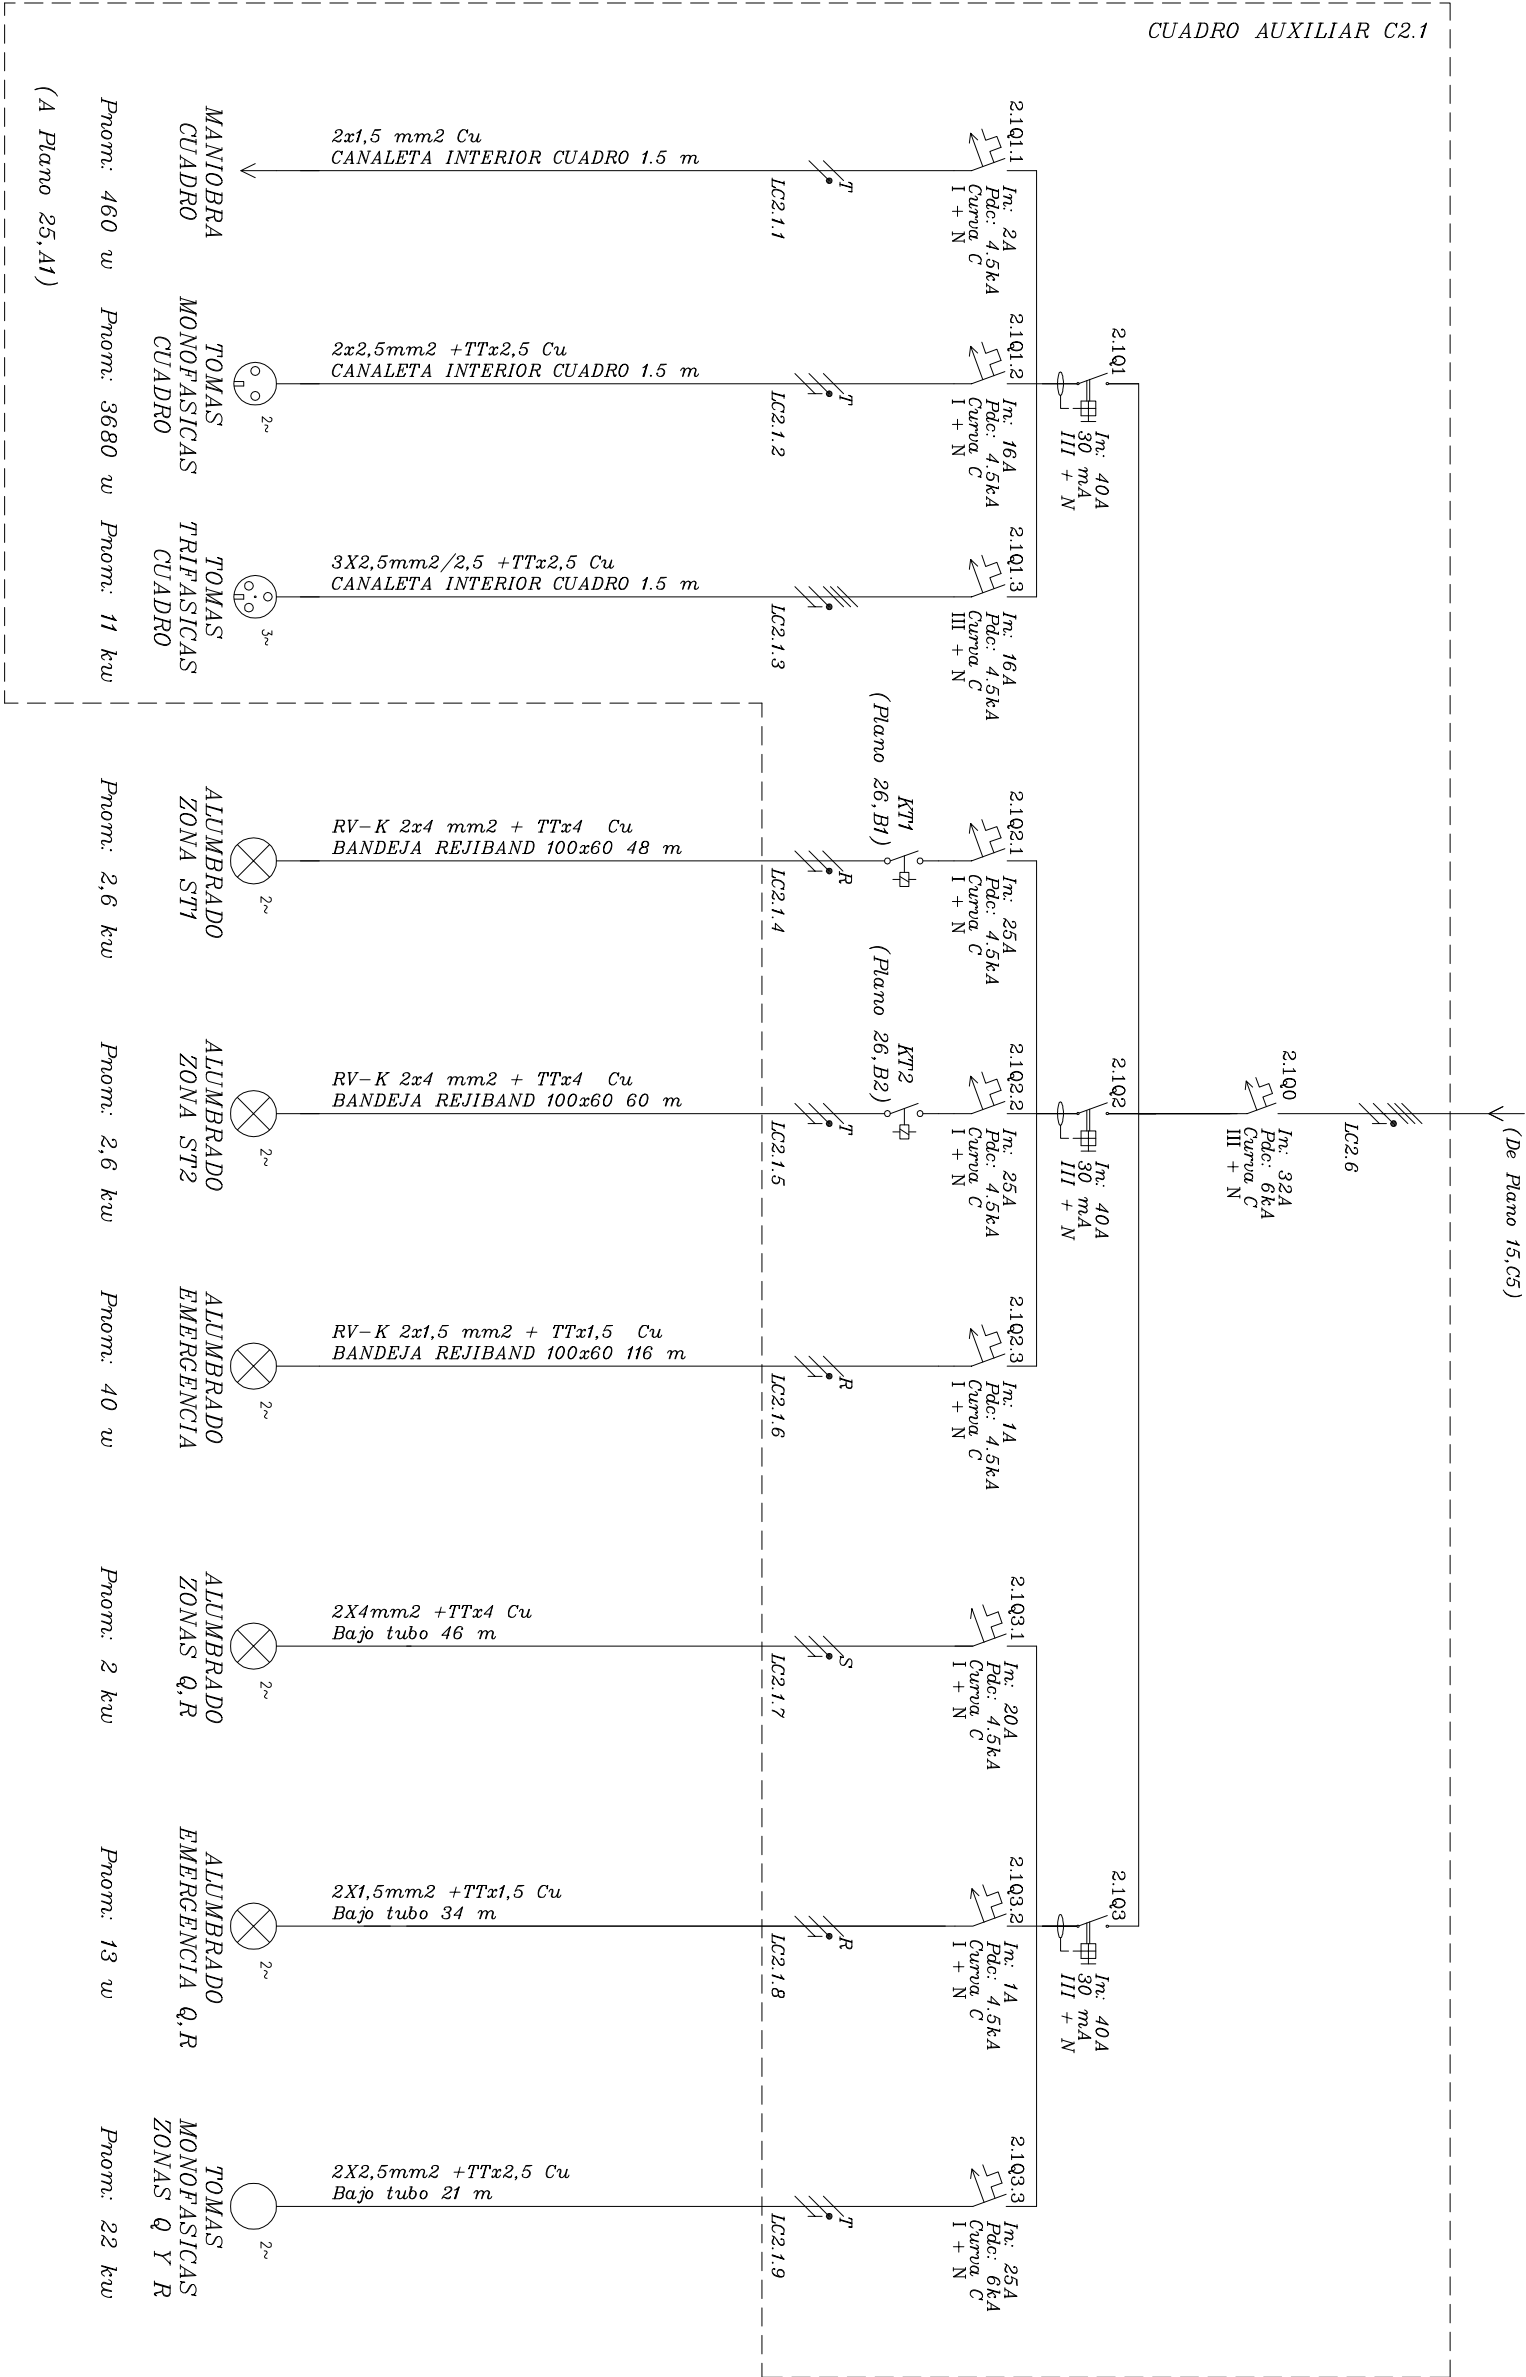 CUADRO AUXILIAR C2.1
(De Plano 15,C5)
LC2.6
2.1Q0
In: 32A
Pdc: 6kA
Curva C
III + N
2.1Q1
In: 40A
30 mA
III + N
2.1Q2
In: 40A
30 mA
III + N
2.1Q3
In: 40A
30 mA
III + N
2.1Q1.1
In: 2A
Pdc: 4.5kA
Curva C
I + N
T
LC2.1.1
2x1,5 mm2 Cu
CANALETA INTERIOR CUADRO 1.5 m
MANIOBRA
CUADRO
Pnom: 460 w
(A Plano 25,A1)
2.1Q1.2
In: 16A
Pdc: 4.5kA
Curva C
I + N
T
LC2.1.2
2x2,5mm2 +TTx2,5 Cu
CANALETA INTERIOR CUADRO 1.5 m
2~
TOMAS
MONOFASICAS
CUADRO
Pnom: 3680 w
2.1Q1.3
In: 16A
Pdc: 4.5kA
Curva C
III + N
LC2.1.3
3X2,5mm2/2,5 +TTx2,5 Cu
CANALETA INTERIOR CUADRO 1.5 m
3~
TOMAS
TRIFASICAS
CUADRO
Pnom: 11 kw
2.1Q2.1
In: 25A
Pdc: 4.5kA
Curva C
I + N
KT1
(Plano 26,B1)
R
LC2.1.4
RV-K 2x4 mm2 + TTx4 Cu
BANDEJA REJIBAND 100x60 48 m
2~
ALUMBRADO
ZONA ST1
Pnom: 2,6 kw
2.1Q2.2
In: 25A
Pdc: 4.5kA
Curva C
I + N
KT2
(Plano 26,B2)
T
LC2.1.5
RV-K 2x4 mm2 + TTx4 Cu
BANDEJA REJIBAND 100x60 60 m
2~
ALUMBRADO
ZONA ST2
Pnom: 2,6 kw
2.1Q2.3
In: 1A
Pdc: 4.5kA
Curva C
I + N
R
LC2.1.6
RV-K 2x1,5 mm2 + TTx1,5 Cu
BANDEJA REJIBAND 100x60 116 m
2~
ALUMBRADO
EMERGENCIA
Pnom: 40 w
2.1Q3.1
In: 20A
Pdc: 4.5kA
Curva C
I + N
S
LC2.1.7
2X4mm2 +TTx4 Cu
Bajo tubo 46 m
2~
ALUMBRADO
ZONAS Q,R
Pnom: 2 kw
2.1Q3.2
In: 1A
Pdc: 4.5kA
Curva C
I + N
R
LC2.1.8
2X1,5mm2 +TTx1,5 Cu
Bajo tubo 34 m
2~
ALUMBRADO
EMERGENCIA Q,R
Pnom: 13 w
2.1Q3.3
In: 25A
Pdc: 6kA
Curva C
I + N
T
LC2.1.9
2X2,5mm2 +TTx2,5 Cu
Bajo tubo 21 m
2~
TOMAS
MONOFASICAS
ZONAS Q Y R
Pnom: 22 kw